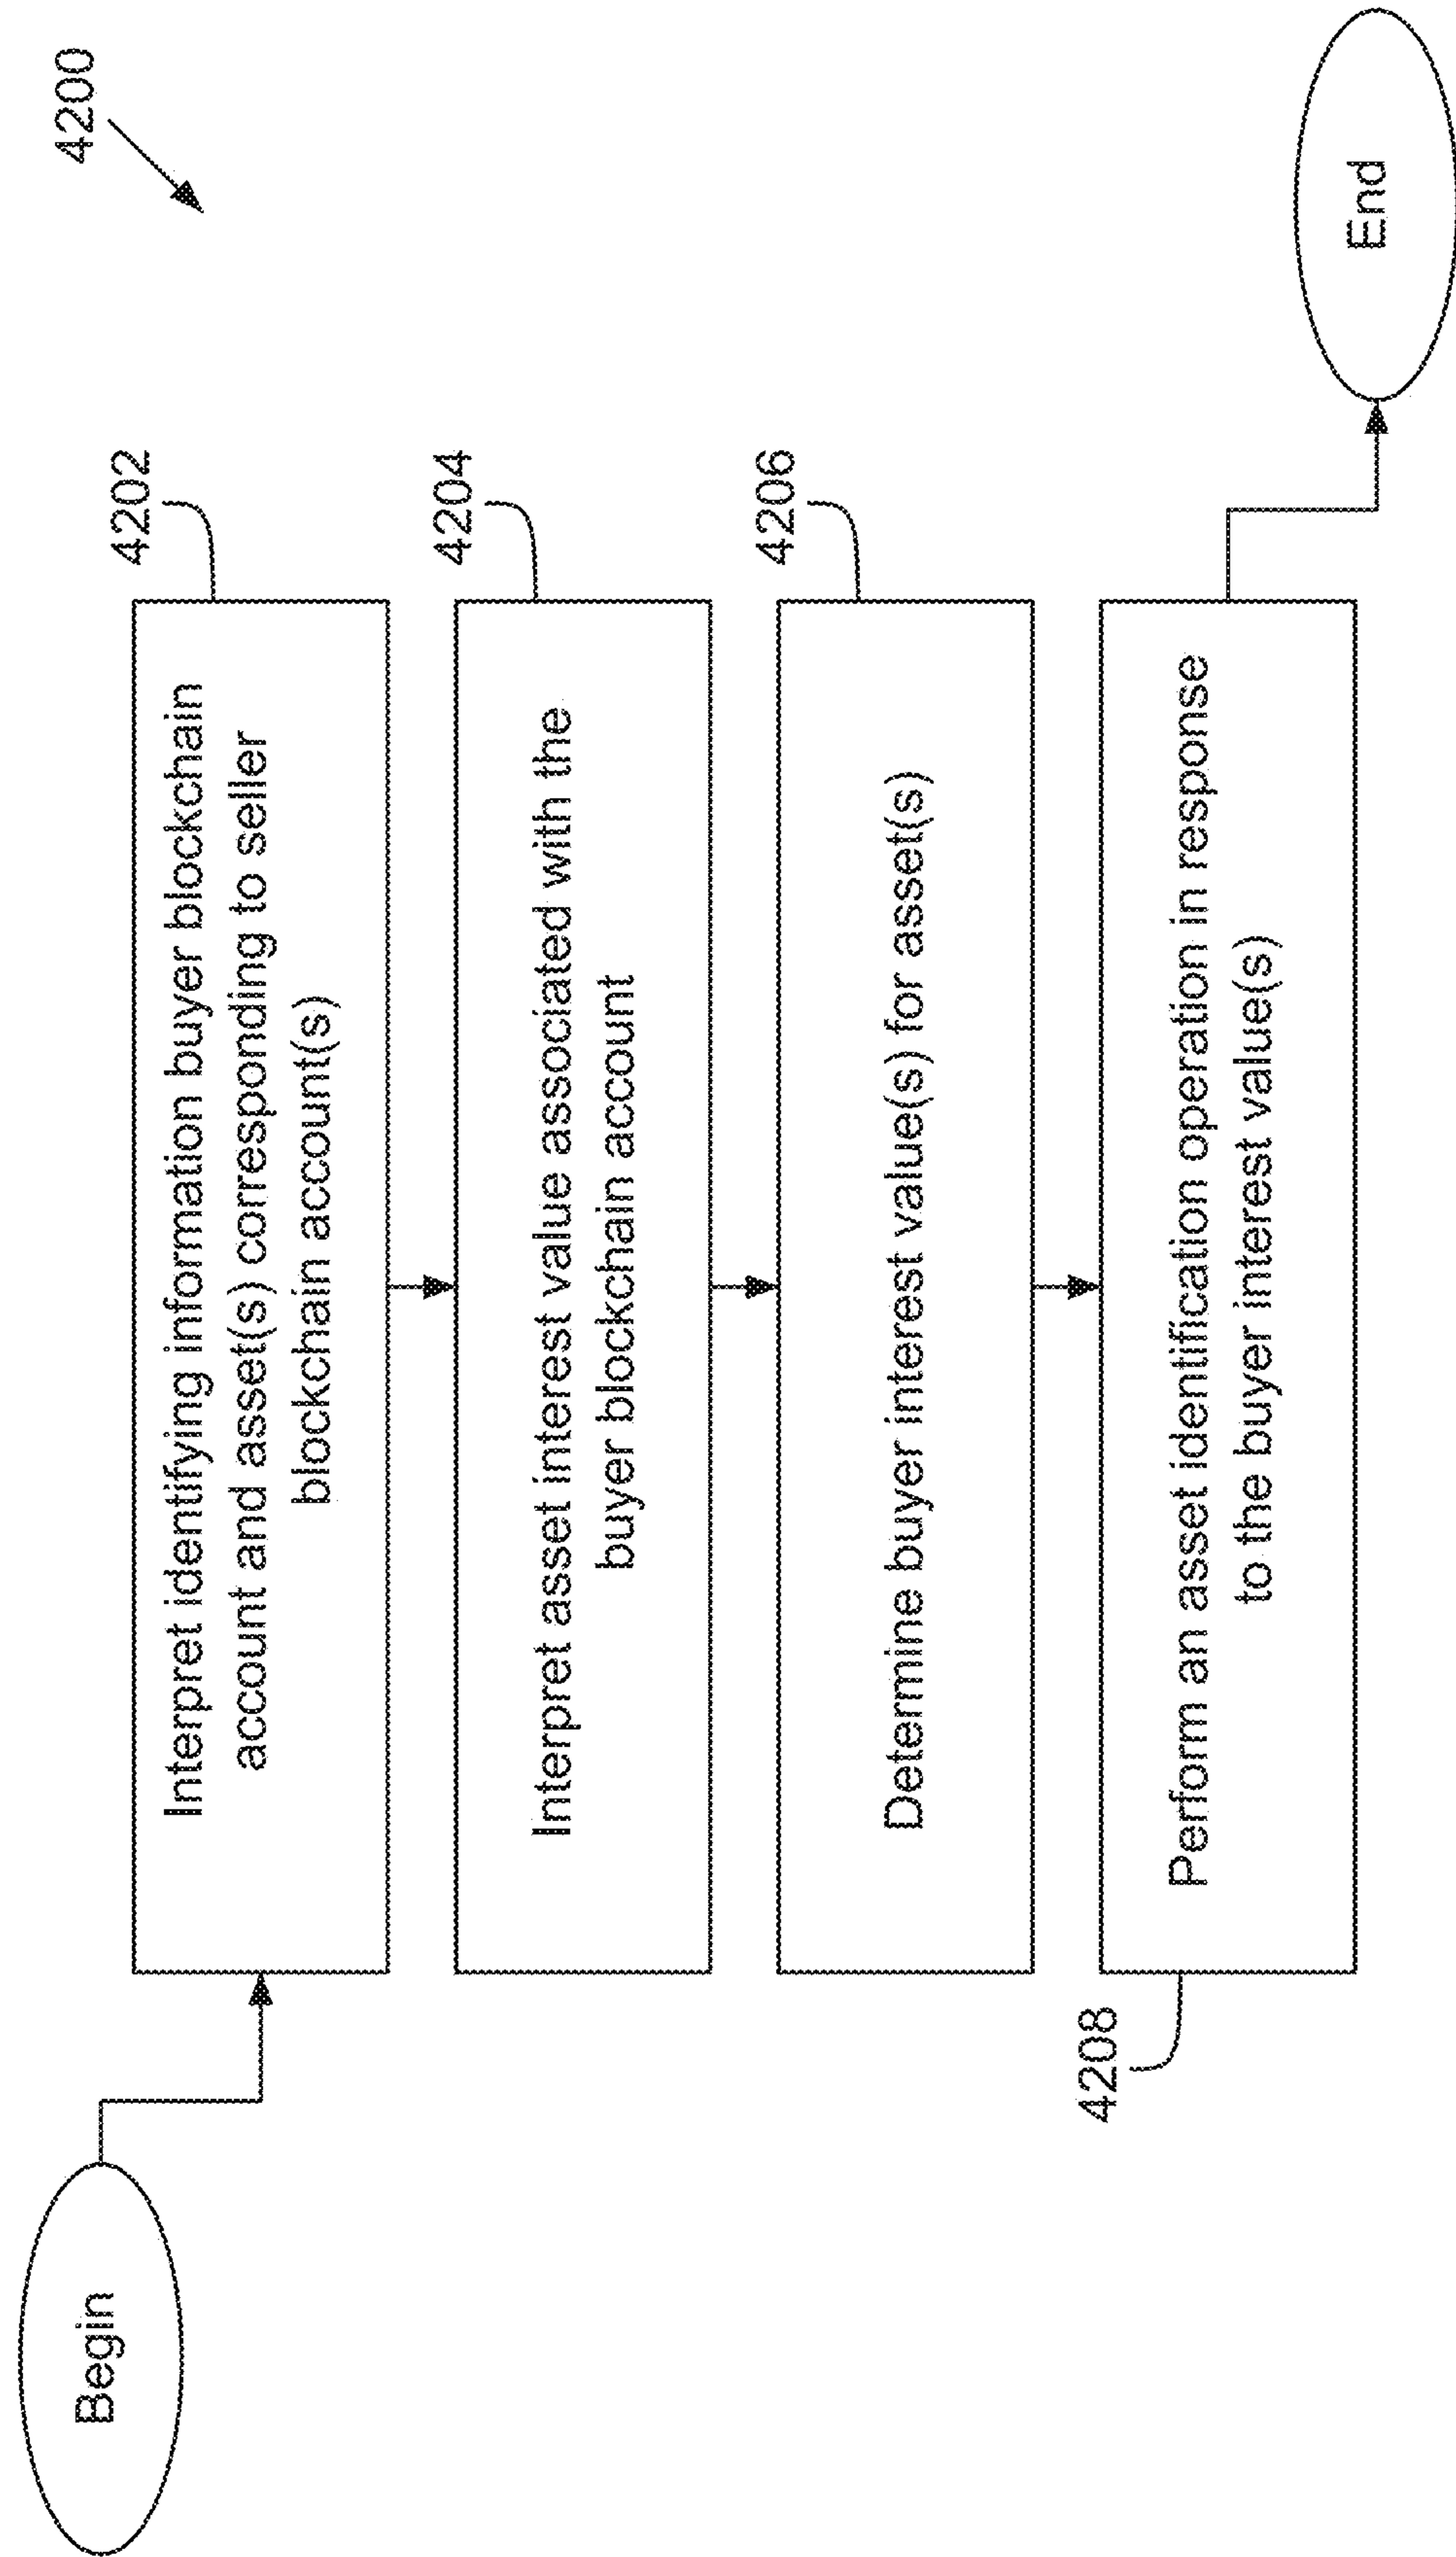 4200
Begin
4202
Interpret identifying information buyer blockchain
account and asset(s) corresponding to seller
blockchain account(s)
4204
Interpret asset interest value associated with the
buyer blockchain account
4206
Determine buyer interest value(s) for asset(s)
4208
Perform an asset identification operation in response
to the buyer interest value(s)
End